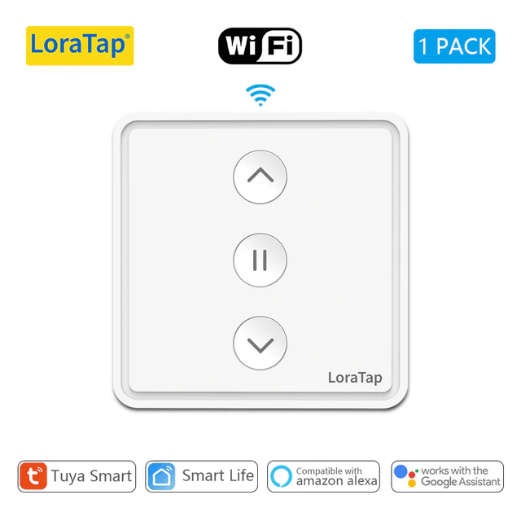 LoraTap®
WiFi
1 PACK
LoraTap
Tuya Smart
Smart Life
Compatible with
amazon alexa
works with the
Google Assistant